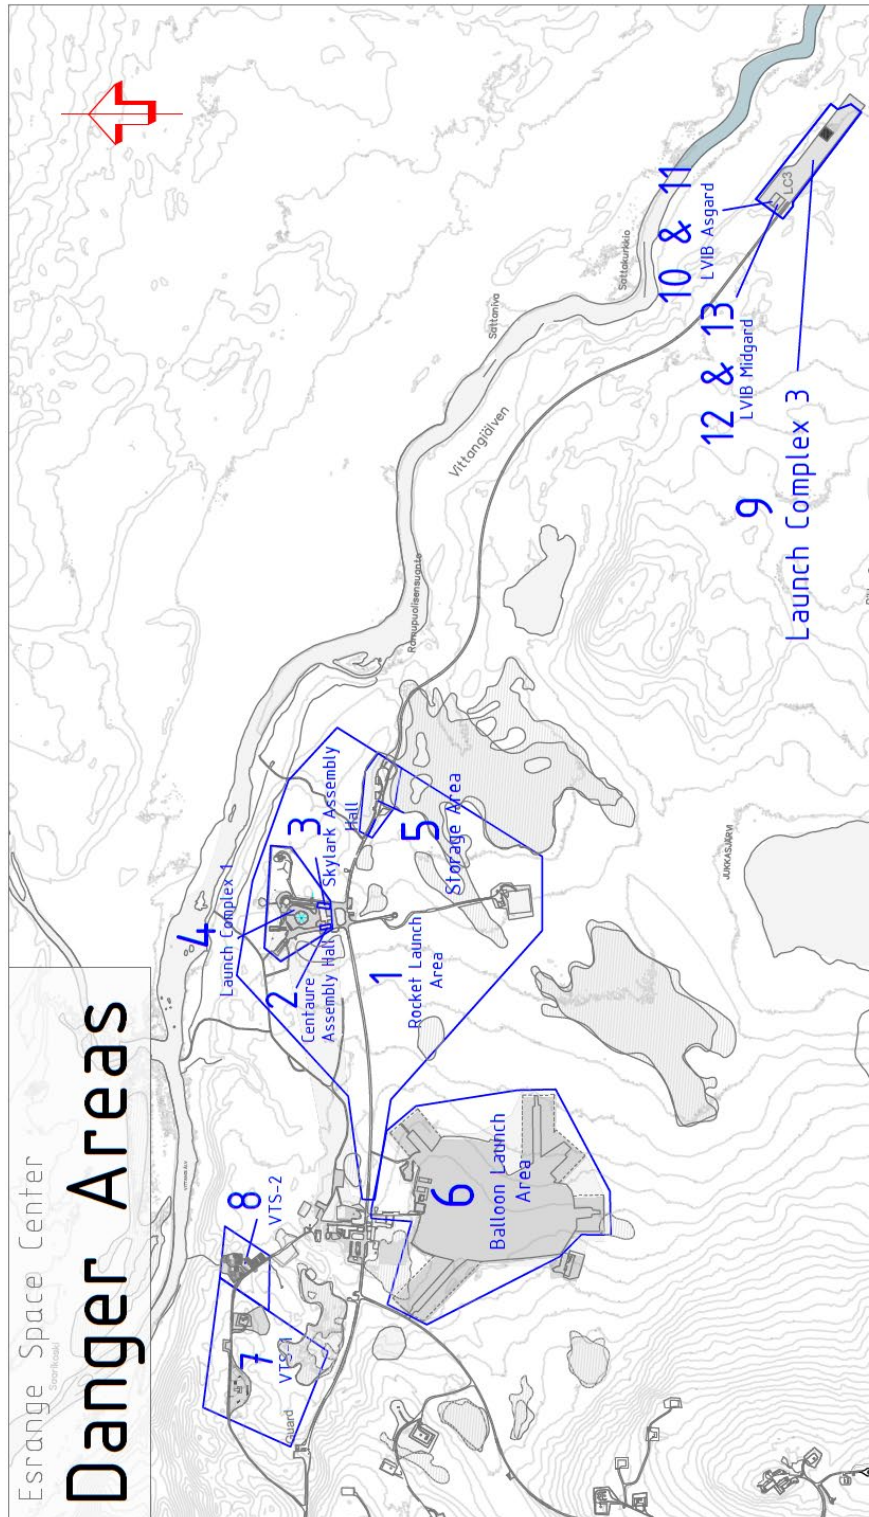 Esrange Space Center
Danger Areas
4
Launch Complex 1
2
Centaure
Assembly Hall
3
Skylark Assembly
Hall
1
Rocket Launch
Area
5
Storage Area
6
Balloon Launch
Area
7
VTS-1
8
VTS-2
Guard
10 & 11
LVIB Asgard
12 & 13
LVIB Midgard
9
Launch Complex 3
LC3
Sattakurkkio
Sattaniva
Vittangiälven
JUKKASJÄRVI